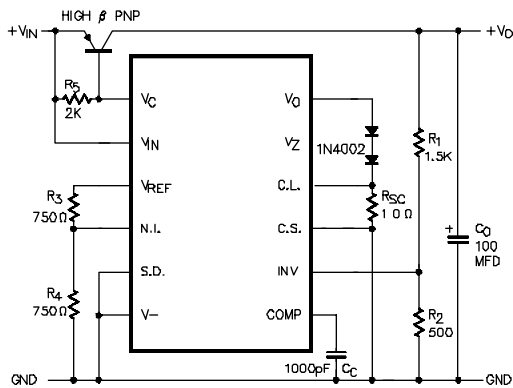 HIGH β PNP
+VIN
+VO
R5
2K
VC
VO
VIN
VZ
1N4002
R1
1.5K
VREF
C.L.
R3
750Ω
RSC
10Ω
N.I.
C.S.
CO
+
100
MFD
S.D.
INV
R4
750Ω
V-
COMP
R2
500
1000pF
CC
GND
GND